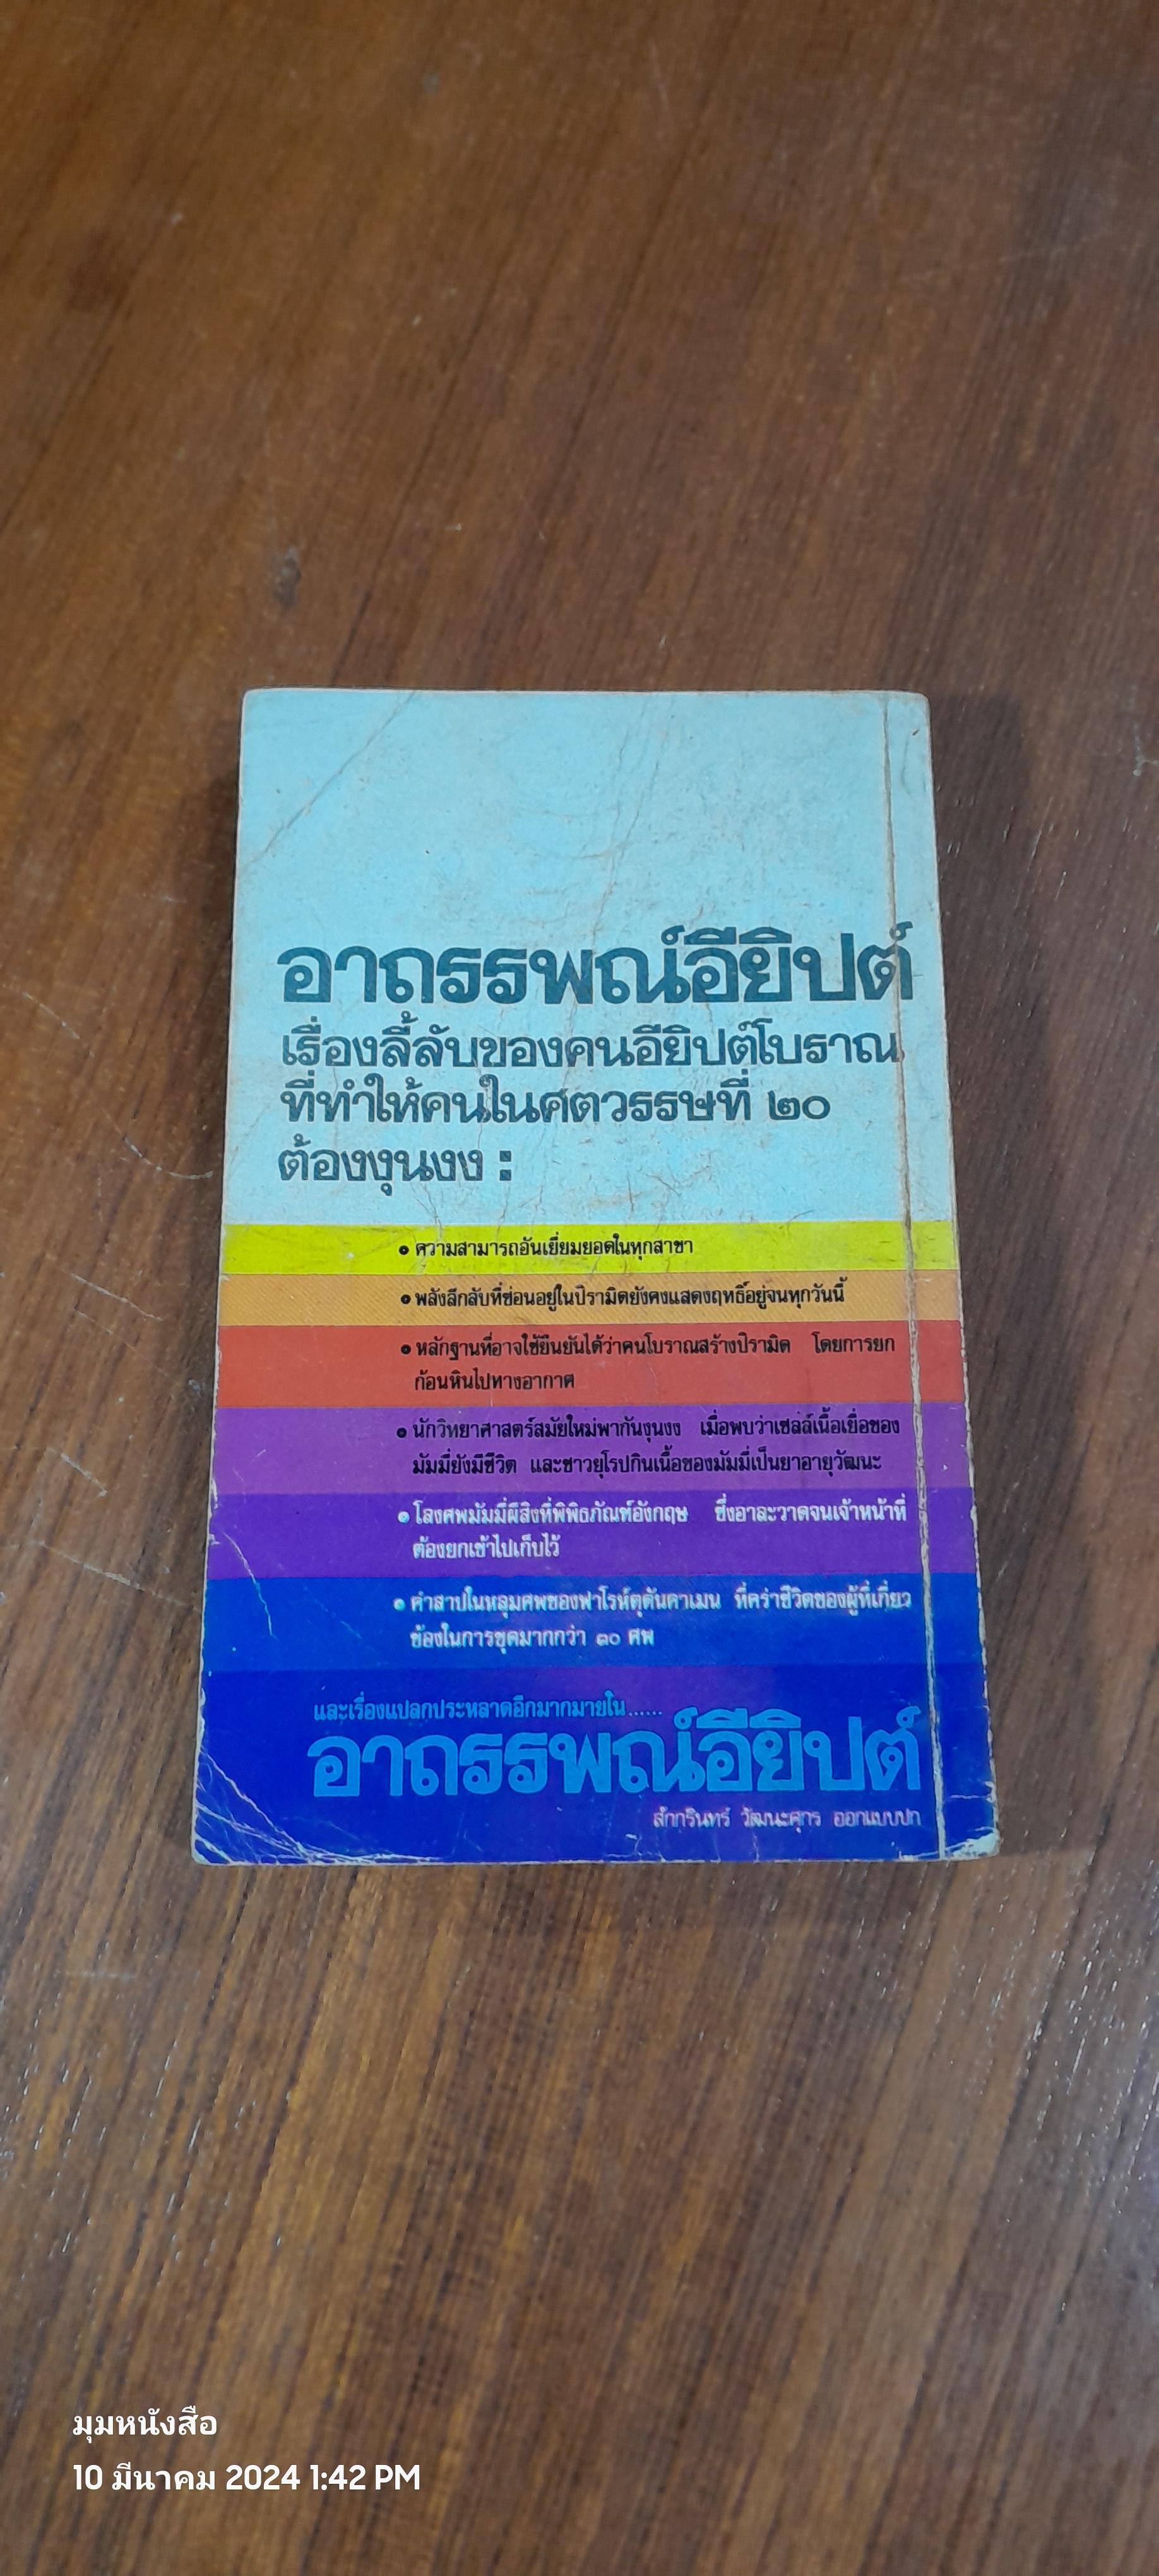 อาถรรพณ์อียิปต์
เรื่องลี้ลับของคนอียิปต์โบราณ
ที่ทำให้คนในศตวรรษที่ ๒๐
ต้องงุนงง :
• ความสามารถอันเยี่ยมยอดในทุกสาขา
• พลังลึกลับที่ซ่อนอยู่ในปิรามิดยังคงแสดงฤทธิ์อยู่จนทุกวันนี้
• หลักฐานที่อาจใช้ยืนยันได้ว่าคนโบราณสร้างปิรามิด โดยการยก
ก้อนหินไปทางอากาศ
• นักวิทยาศาสตร์สมัยใหม่พากันงุนงง เมื่อพบว่าเซลล์เนื้อเยื่อของ
มัมมี่ยังมีชีวิต และชาวยุโรปกินเนื้อของมัมมี่เป็นยาอายุวัฒนะ
• โลงศพมัมมี่ผีสิงที่พิพิธภัณฑ์อังกฤษ ซึ่งอาละวาดจนเจ้าหน้าที่
ต้องยกเข้าไปเก็บไว้
• คำสาปในหลุมศพของฟาโรห์ตุตันคาเมน ที่คร่าชีวิตของผู้ที่เกี่ยว
ข้องในการขุดมากกว่า ๓๐ ศพ
และเรื่องแปลกประหลาดอีกมากมายใน......
อาถรรพณ์อียิปต์
วัฒนะศุกร ออกแบบปก
มุมหนังสือ
10 มีนาคม 2024 1:42 PM